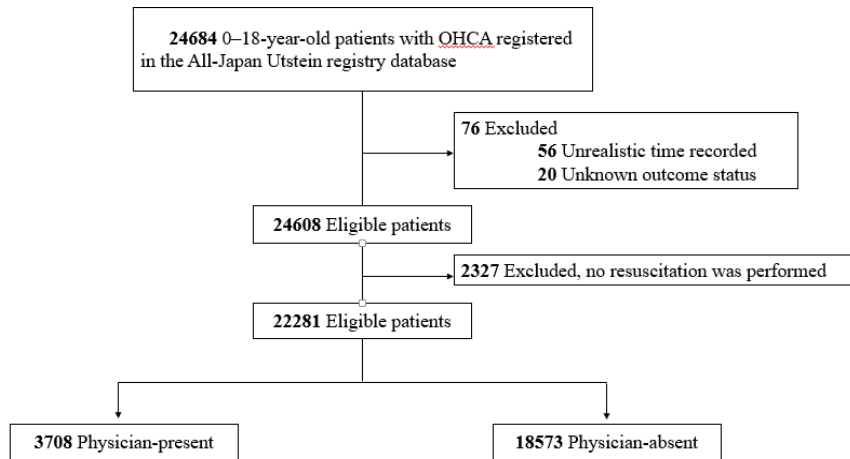 24684 0–18-year-old patients with OHCA registered
in the All-Japan Utstein registry database
76 Excluded
56 Unrealistic time recorded
20 Unknown outcome status
24608 Eligible patients
2327 Excluded, no resuscitation was performed
22281 Eligible patients
3708 Physician-present
18573 Physician-absent